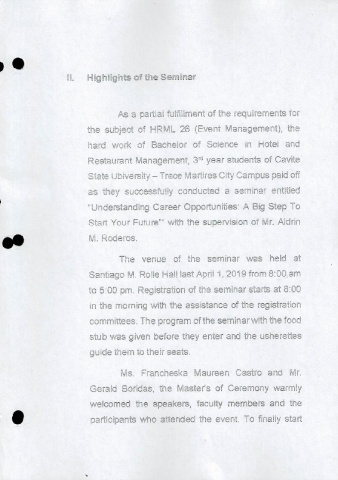 II. Highlights of the Seminar
As a partial fulfillment of the requirements for
the subject of HRML 26 (Event Management), the
hard work of Bachelor of Science in Hotel and
Restaurant Management, 3rd year students of Cavite
State University – Trece Martires City Campus paid off
as they successfully conducted a seminar entitled
"Understanding Career Opportunities: A Big Step To
Start Your Future"" with the supervision of Mr. Aldrin
M. Roderos.
The venue of the seminar was held at
Santiago M. Rolle Hall last April 1, 2019 from 8:00 am
to 5:00 pm. Registration of the seminar starts at 8:00
in the morning with the assistance of the registration
committees. The program of the seminar with the food
stub was given before they enter and the usherettes
guide them to their seats.
Ms. Francheska Maureen Castro and Mr.
Gerald Boridas, the Master's of Ceremony warmly
welcomed the speakers, faculty members and the
participants who attended the event. To finally start